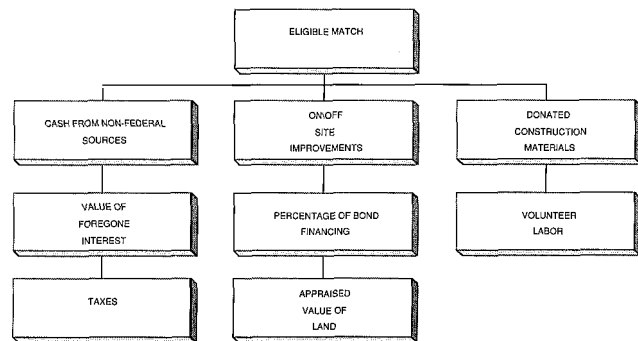 ELIGIBLE MATCH
CASH FROM NON-FEDERAL
SOURCES
ON\OFF
SITE
IMPROVEMENTS
DONATED
CONSTRUCTION
MATERIALS
VALUE OF
FOREGONE
INTEREST
PERCENTAGE OF BOND
FINANCING
VOLUNTEER
LABOR
TAXES
APPRAISED
VALUE OF
LAND